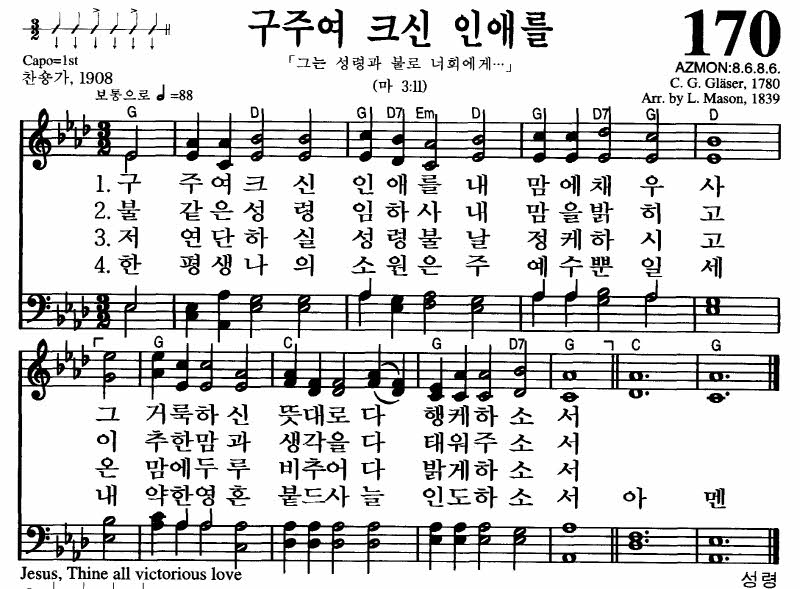 구주여 크신 인애를
170
Capo=1st
찬숑가, 1908
「그는 성령과 불로 너희에게…」
(마 3:11)
AZMON:8.6.8.6.
C. G. Gläser, 1780
Arr. by L. Mason, 1839
보통으로 =88
G D G D7 Em D G D7 G D
1. 구 주여크 신 인애를내 맘에채우사
2. 불 같은성 령 임하사내 맘을밝히고
3. 저 연단하 실 성령불날 정케하시고
4. 한 평생나 의 소원은주 예수뿐일세
G C G D7 G C G
그 거룩하신 뜻대로다 행케하소서
이 추한맘과 생각을다 태워주소서
온 맘에두루 비추어다 밝게하소서
내 약한영혼 붙드사늘 인도하소서 아 멘
Jesus, Thine all victorious love
성령